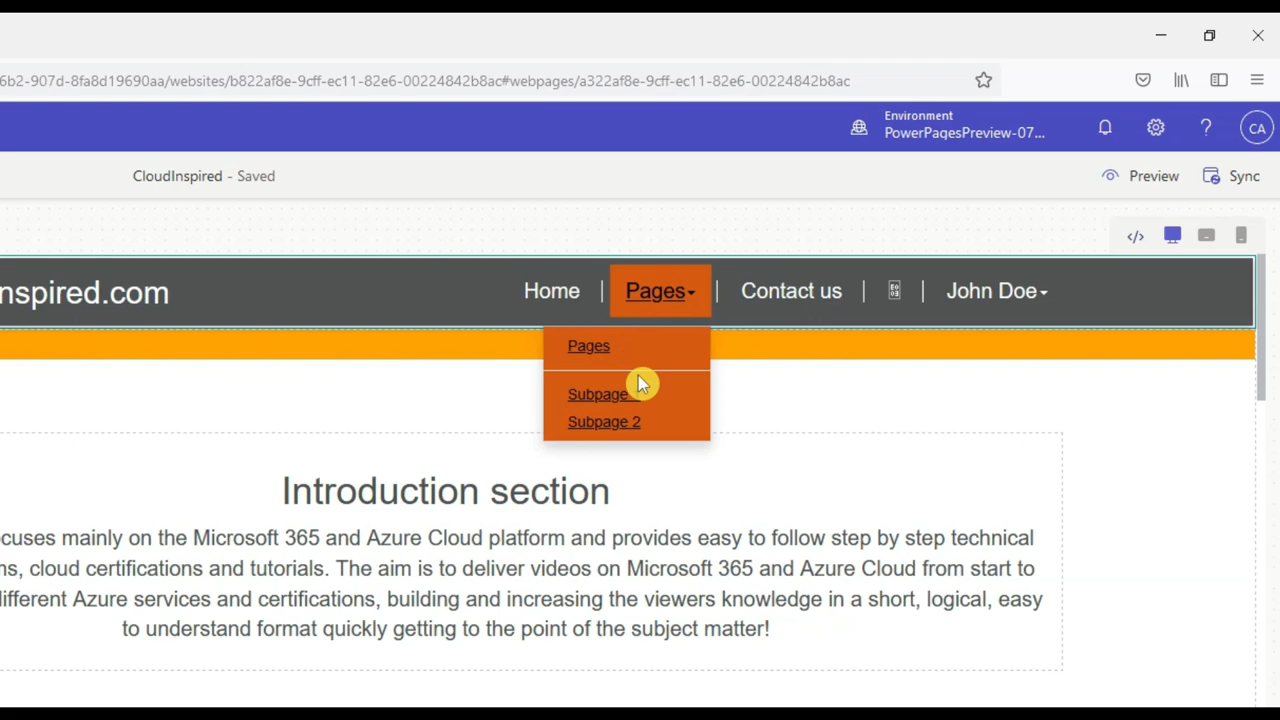 6b2-907d-8fa8d19690aa/websites/b822af8e-9cff-ec11-82e6-00224842b8ac#webpages/a322af8e-9cff-ec11-82e6-00224842b8ac
Environment
PowerPagesPreview-07...
CA
CloudInspired - Saved
Preview
Sync
nspired.com
Home
Pages
Contact us
John Doe
Pages
Subpage
Subpage 2
Introduction section
cuses mainly on the Microsoft 365 and Azure Cloud platform and provides easy to follow step by step technical
ns, cloud certifications and tutorials. The aim is to deliver videos on Microsoft 365 and Azure Cloud from start to
ifferent Azure services and certifications, building and increasing the viewers knowledge in a short, logical, easy
to understand format quickly getting to the point of the subject matter!